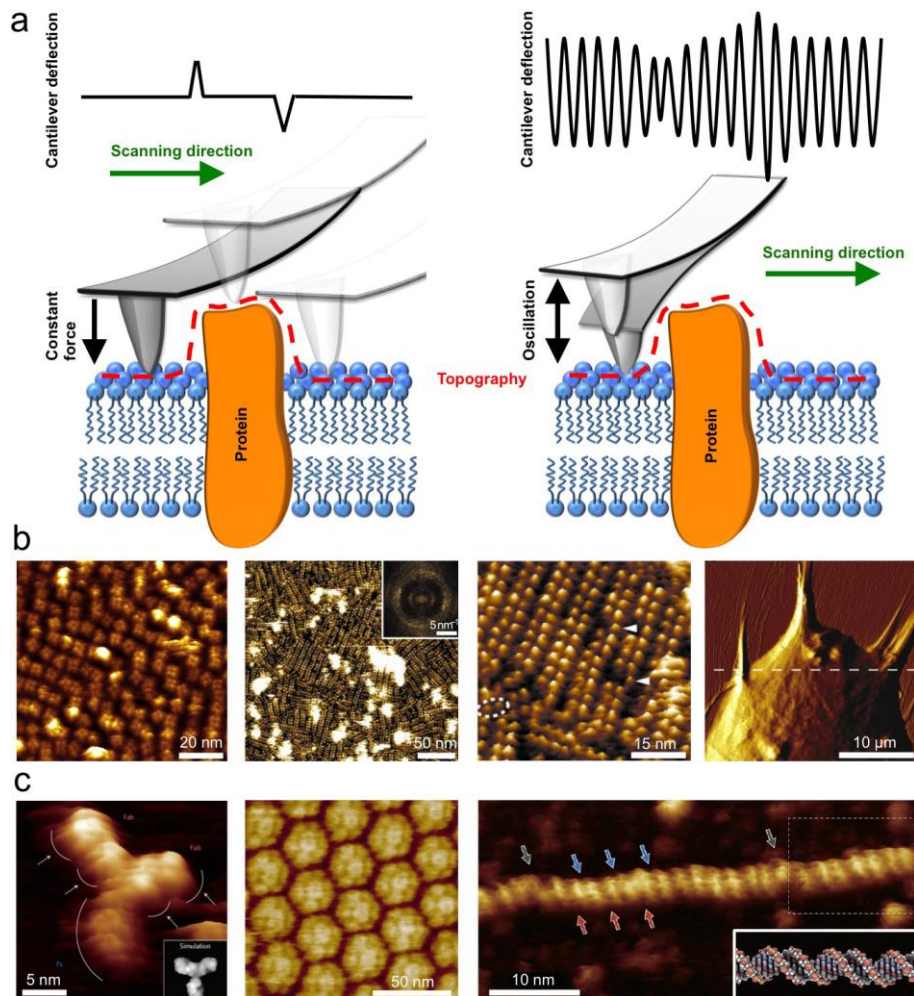 a
Cantilever deflection
Scanning direction
Constant
force
Protein
Cantilever deflection
Scanning direction
Oscillation
Protein
Topography
b
20 nm
5nm⁻¹
50 nm
15 nm
10 µm
c
Fab
Fab
Fc
Simulation
5 nm
50 nm
10 nm